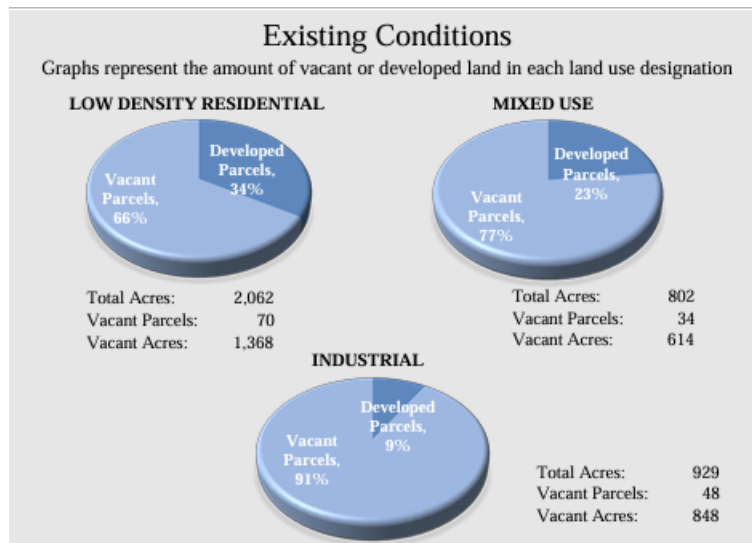 Existing Conditions
Graphs represent the amount of vacant or developed land in each land use designation
LOW DENSITY RESIDENTIAL
Developed
Parcels,
34%
Vacant
Parcels,
66%
Total Acres: 2,062
Vacant Parcels: 70
Vacant Acres: 1,368
MIXED USE
Developed
Parcels,
23%
Vacant
Parcels,
77%
Total Acres: 802
Vacant Parcels: 34
Vacant Acres: 614
INDUSTRIAL
Developed
Parcels,
9%
Vacant
Parcels,
91%
Total Acres: 929
Vacant Parcels: 48
Vacant Acres: 848